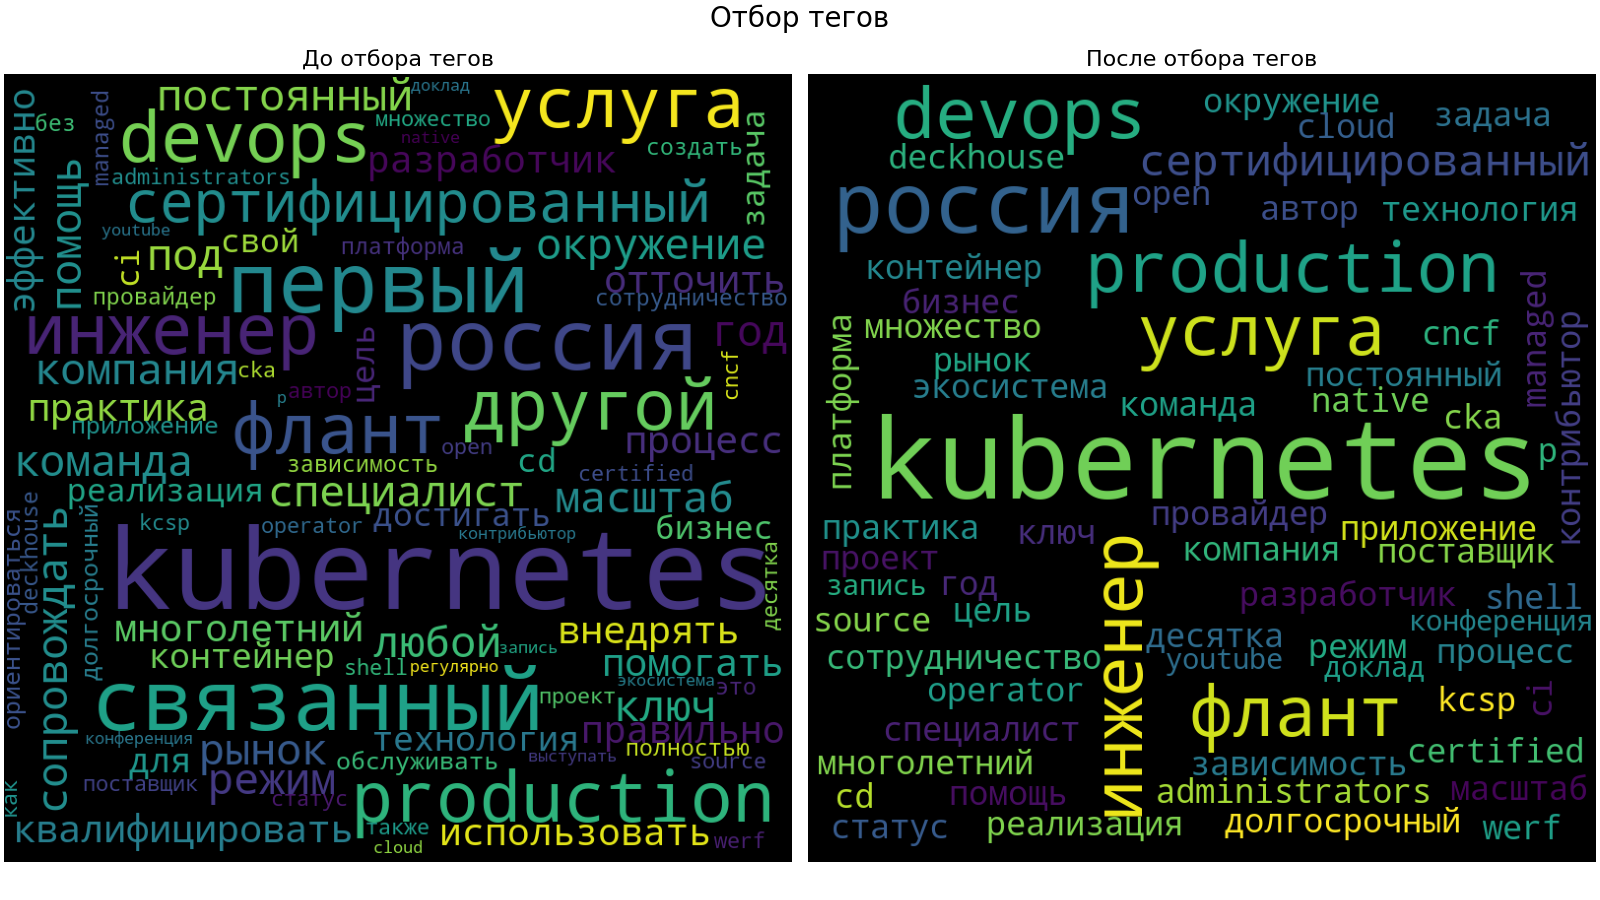 Отбор тегов
До отбора тегов
постоянный
доклад
услуга
эффективно
без
managed
devops
множество
native
разработчик
создать
задача
помощь
administrators
сертифицированный
youtube
ci
под
свой
платформа
окружение
провайдер
первый
отточить
сотрудничество
инженер
россия
год
компания
cka
цель
автор
cncf
практика
р
приложение
флант
другой
open
процесс
команда
зависимость
cd
certified
реализация
специалист
масштаб
ориентироваться
deckhouse
сопровождать
долгосрочный
kcsp
operator
достигать
контрибьютор
бизнес
kubernetes
десятка
многолетний
любой
запись
внедрять
контейнер
shell
регулярно
помогать
связанный
экосистема
это
проект
ключ
конференция
для
рынок
технология
правильно
полностью
обслуживать
выступать
source
поставщик
режим
статус
как
production
квалифицировать
также
cloud
использовать
werf
После отбора тегов
devops
окружение
cloud
задача
deckhouse
сертифицированный
россия
open
автор
технология
контейнер
production
бизнес
managed
платформа
множество
услуга
cncf
контрибьютор
рынок
экосистема
постоянный
команда
native
cka
kubernetes
р
практика
ключ
провайдер
приложение
проект
инженер
компания
поставщик
запись
год
разработчик
shell
source
цель
конференция
десятка
режим
сотрудничество
youtube
доклад
процесс
operator
флант
kcsp
ci
специалист
многолетний
зависимость
certified
cd
помощь
administrators
масштаб
статус
реализация
долгосрочный
werf